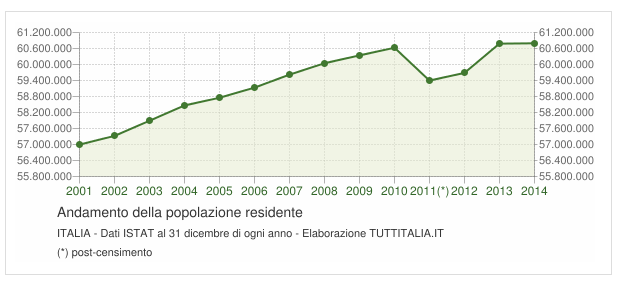 61.200.000 61.200.000
60.600.000 60.600.000
60.000.000 60.000.000
59.400.000 59.400.000
58.800.000 58.800.000
58.200.000 58.200.000
57.600.000 57.600.000
57.000.000 57.000.000
56.400.000 56.400.000
55.800.000 55.800.000
2001 2002 2003 2004 2005 2006 2007 2008 2009 2010 2011(*) 2012 2013 2014
Andamento della popolazione residente
ITALIA - Dati ISTAT al 31 dicembre di ogni anno - Elaborazione TUTTITALIA.IT
(*) post-censimento